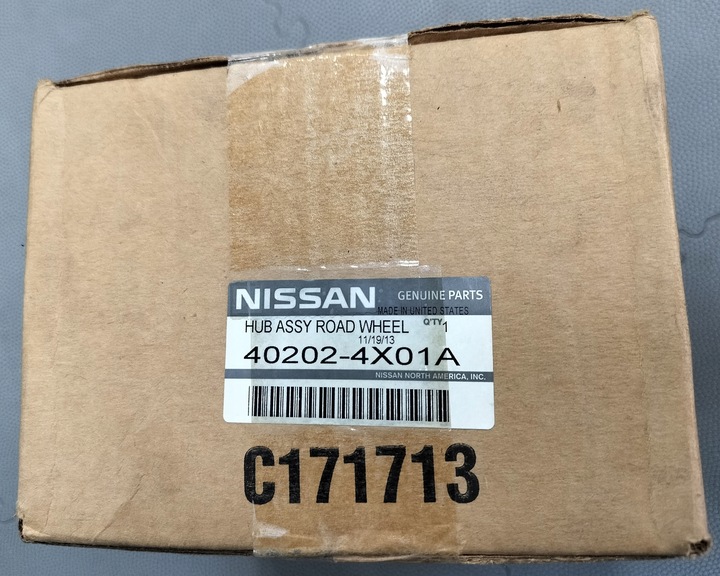 NISSAN GENUINE PARTS
MADE IN UNITED STATES
HUB ASSY ROAD WHEEL Q'TY 1
11/19/13
40202-4X01A
NISSAN NORTH AMERICA, INC.
C171713